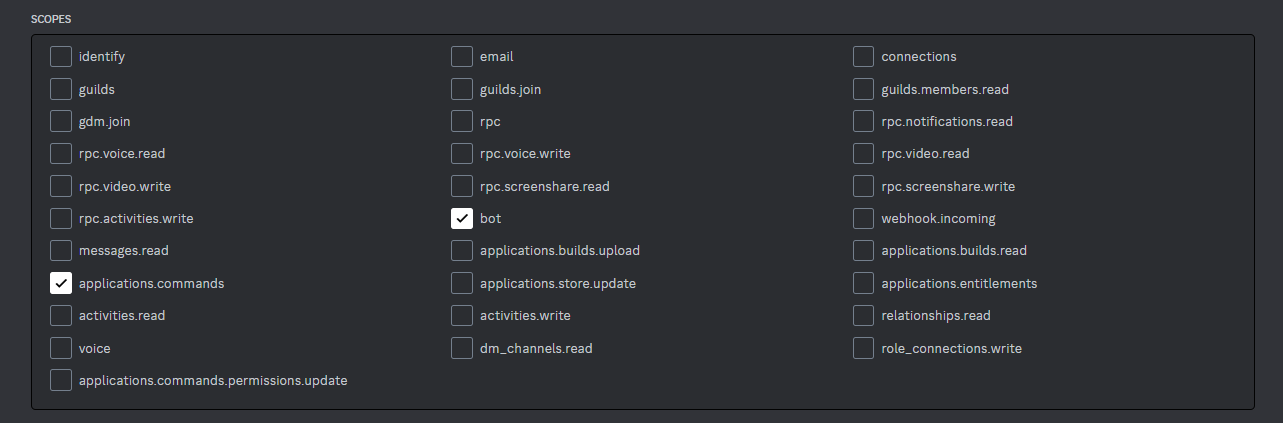 SCOPES
identify email connections
guilds guilds.join guilds.members.read
gdm.join rpc rpc.notifications.read
rpc.voice.read rpc.voice.write rpc.video.read
rpc.video.write rpc.screenshare.read rpc.screenshare.write
rpc.activities.write bot webhook.incoming
messages.read applications.builds.upload applications.builds.read
applications.commands applications.store.update applications.entitlements
activities.read activities.write relationships.read
voice dm_channels.read role_connections.write
applications.commands.permissions.update